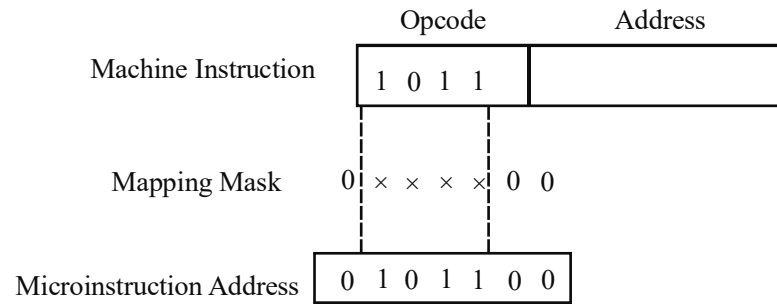 Opcode Address
Machine Instruction 1 0 1 1
Mapping Mask 0 × × × × 0 0
Microinstruction Address 0 1 0 1 1 0 0